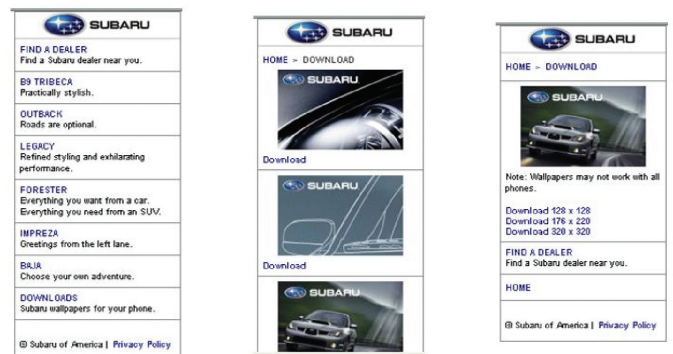 SUBARU
FIND A DEALER
Find a Subaru dealer near you.
B9 TRIBECA
Practically stylish.
OUTBACK
Roads are optional.
LEGACY
Refined styling and exhilarating
performance.
FORESTER
Everything you want from a car.
Everything you need from an SUV.
IMPREZA
Greetings from the left lane.
BAJA
Choose your own adventure.
DOWNLOADS
Subaru wallpapers for your phone.
© Subaru of America | Privacy Policy
SUBARU
HOME > DOWNLOAD
SUBARU
Download
SUBARU
Download
SUBARU
SUBARU
HOME > DOWNLOAD
SUBARU
Note: Wallpapers may not work with all
phones.
Download 128 x 128
Download 176 x 220
Download 320 x 320
FIND A DEALER
Find a Subaru dealer near you.
HOME
© Subaru of America | Privacy Policy